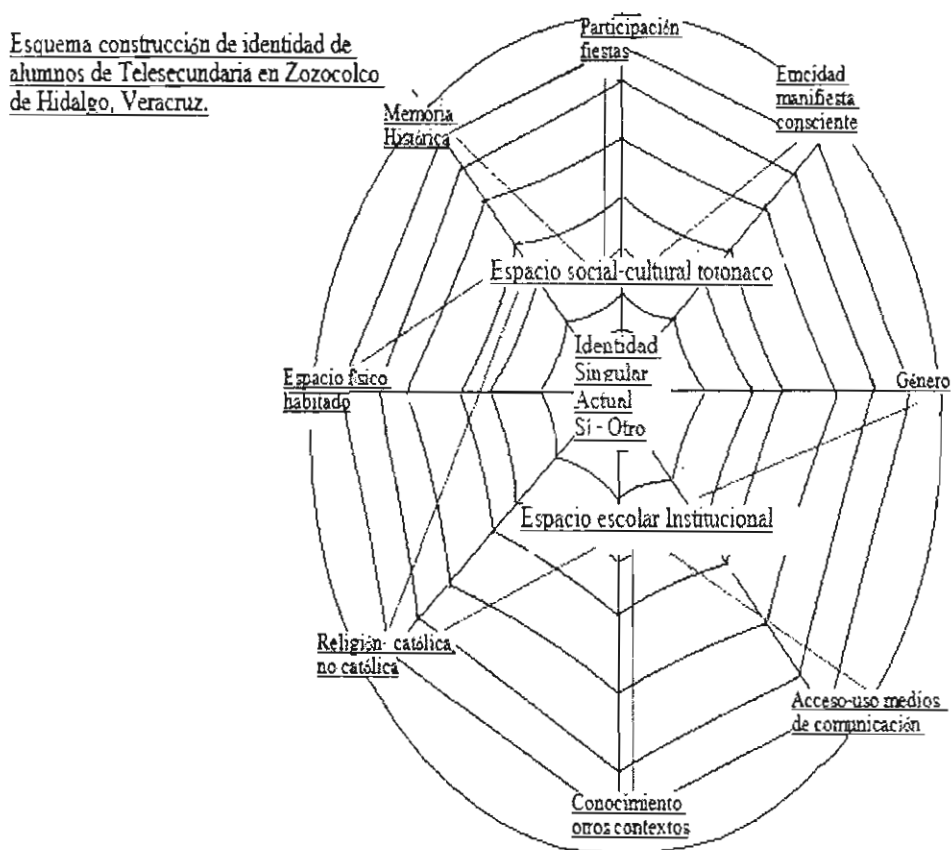 Esquema construcción de identidad de
alumnos de Telesecundaria en Zozocolco
de Hidalgo, Veracruz.
Participación
fiestas
Etnicidad
manifiesta
consciente
Memoria
Histórica
Espacio social-cultural totonaco
Identidad
Singular
Actual
Sí - Otro
Espacio físico
habitado
Género
Espacio escolar Institucional
Religión- católica,
no católica
Acceso-uso medios
de comunicación
Conocimiento
otros contextos